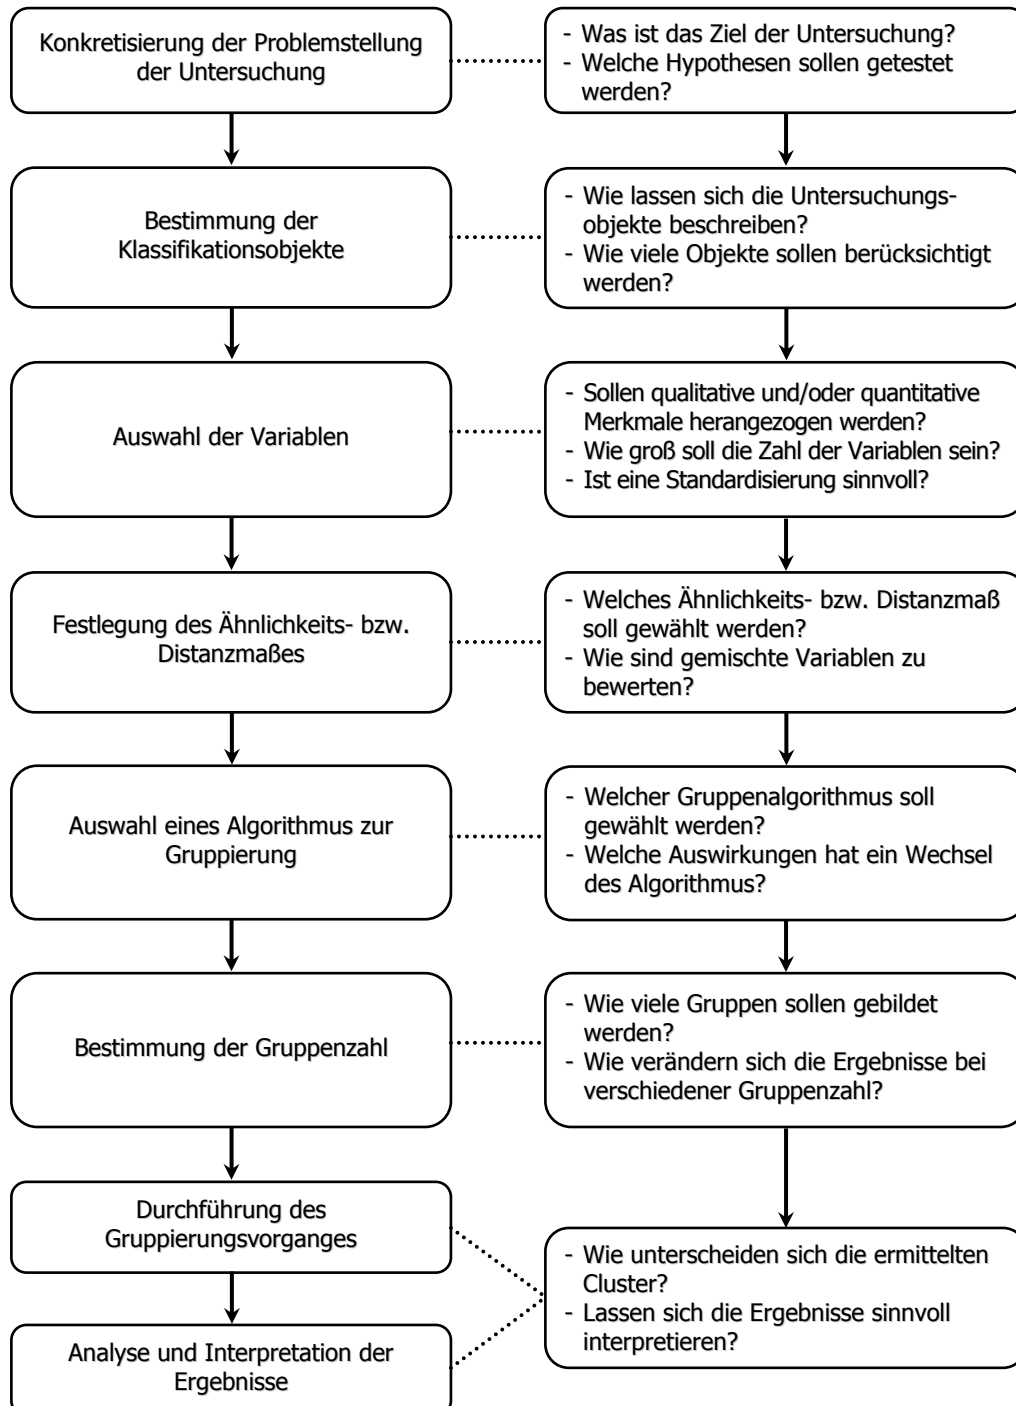 Konkretisierung der Problemstellung
der Untersuchung
- Was ist das Ziel der Untersuchung?
- Welche Hypothesen sollen getestet
werden?
Bestimmung der
Klassifikationsobjekte
- Wie lassen sich die Untersuchungs-
objekte beschreiben?
- Wie viele Objekte sollen berücksichtigt
werden?
Auswahl der Variablen
- Sollen qualitative und/oder quantitative
Merkmale herangezogen werden?
- Wie groß soll die Zahl der Variablen sein?
- Ist eine Standardisierung sinnvoll?
Festlegung des Ähnlichkeits- bzw.
Distanzmaßes
- Welches Ähnlichkeits- bzw. Distanzmaß
soll gewählt werden?
- Wie sind gemischte Variablen zu
bewerten?
Auswahl eines Algorithmus zur
Gruppierung
- Welcher Gruppenalgorithmus soll
gewählt werden?
- Welche Auswirkungen hat ein Wechsel
des Algorithmus?
Bestimmung der Gruppenzahl
- Wie viele Gruppen sollen gebildet
werden?
- Wie verändern sich die Ergebnisse bei
verschiedener Gruppenzahl?
Durchführung des
Gruppierungsvorganges
- Wie unterscheiden sich die ermittelten
Cluster?
- Lassen sich die Ergebnisse sinnvoll
interpretieren?
Analyse und Interpretation der
Ergebnisse